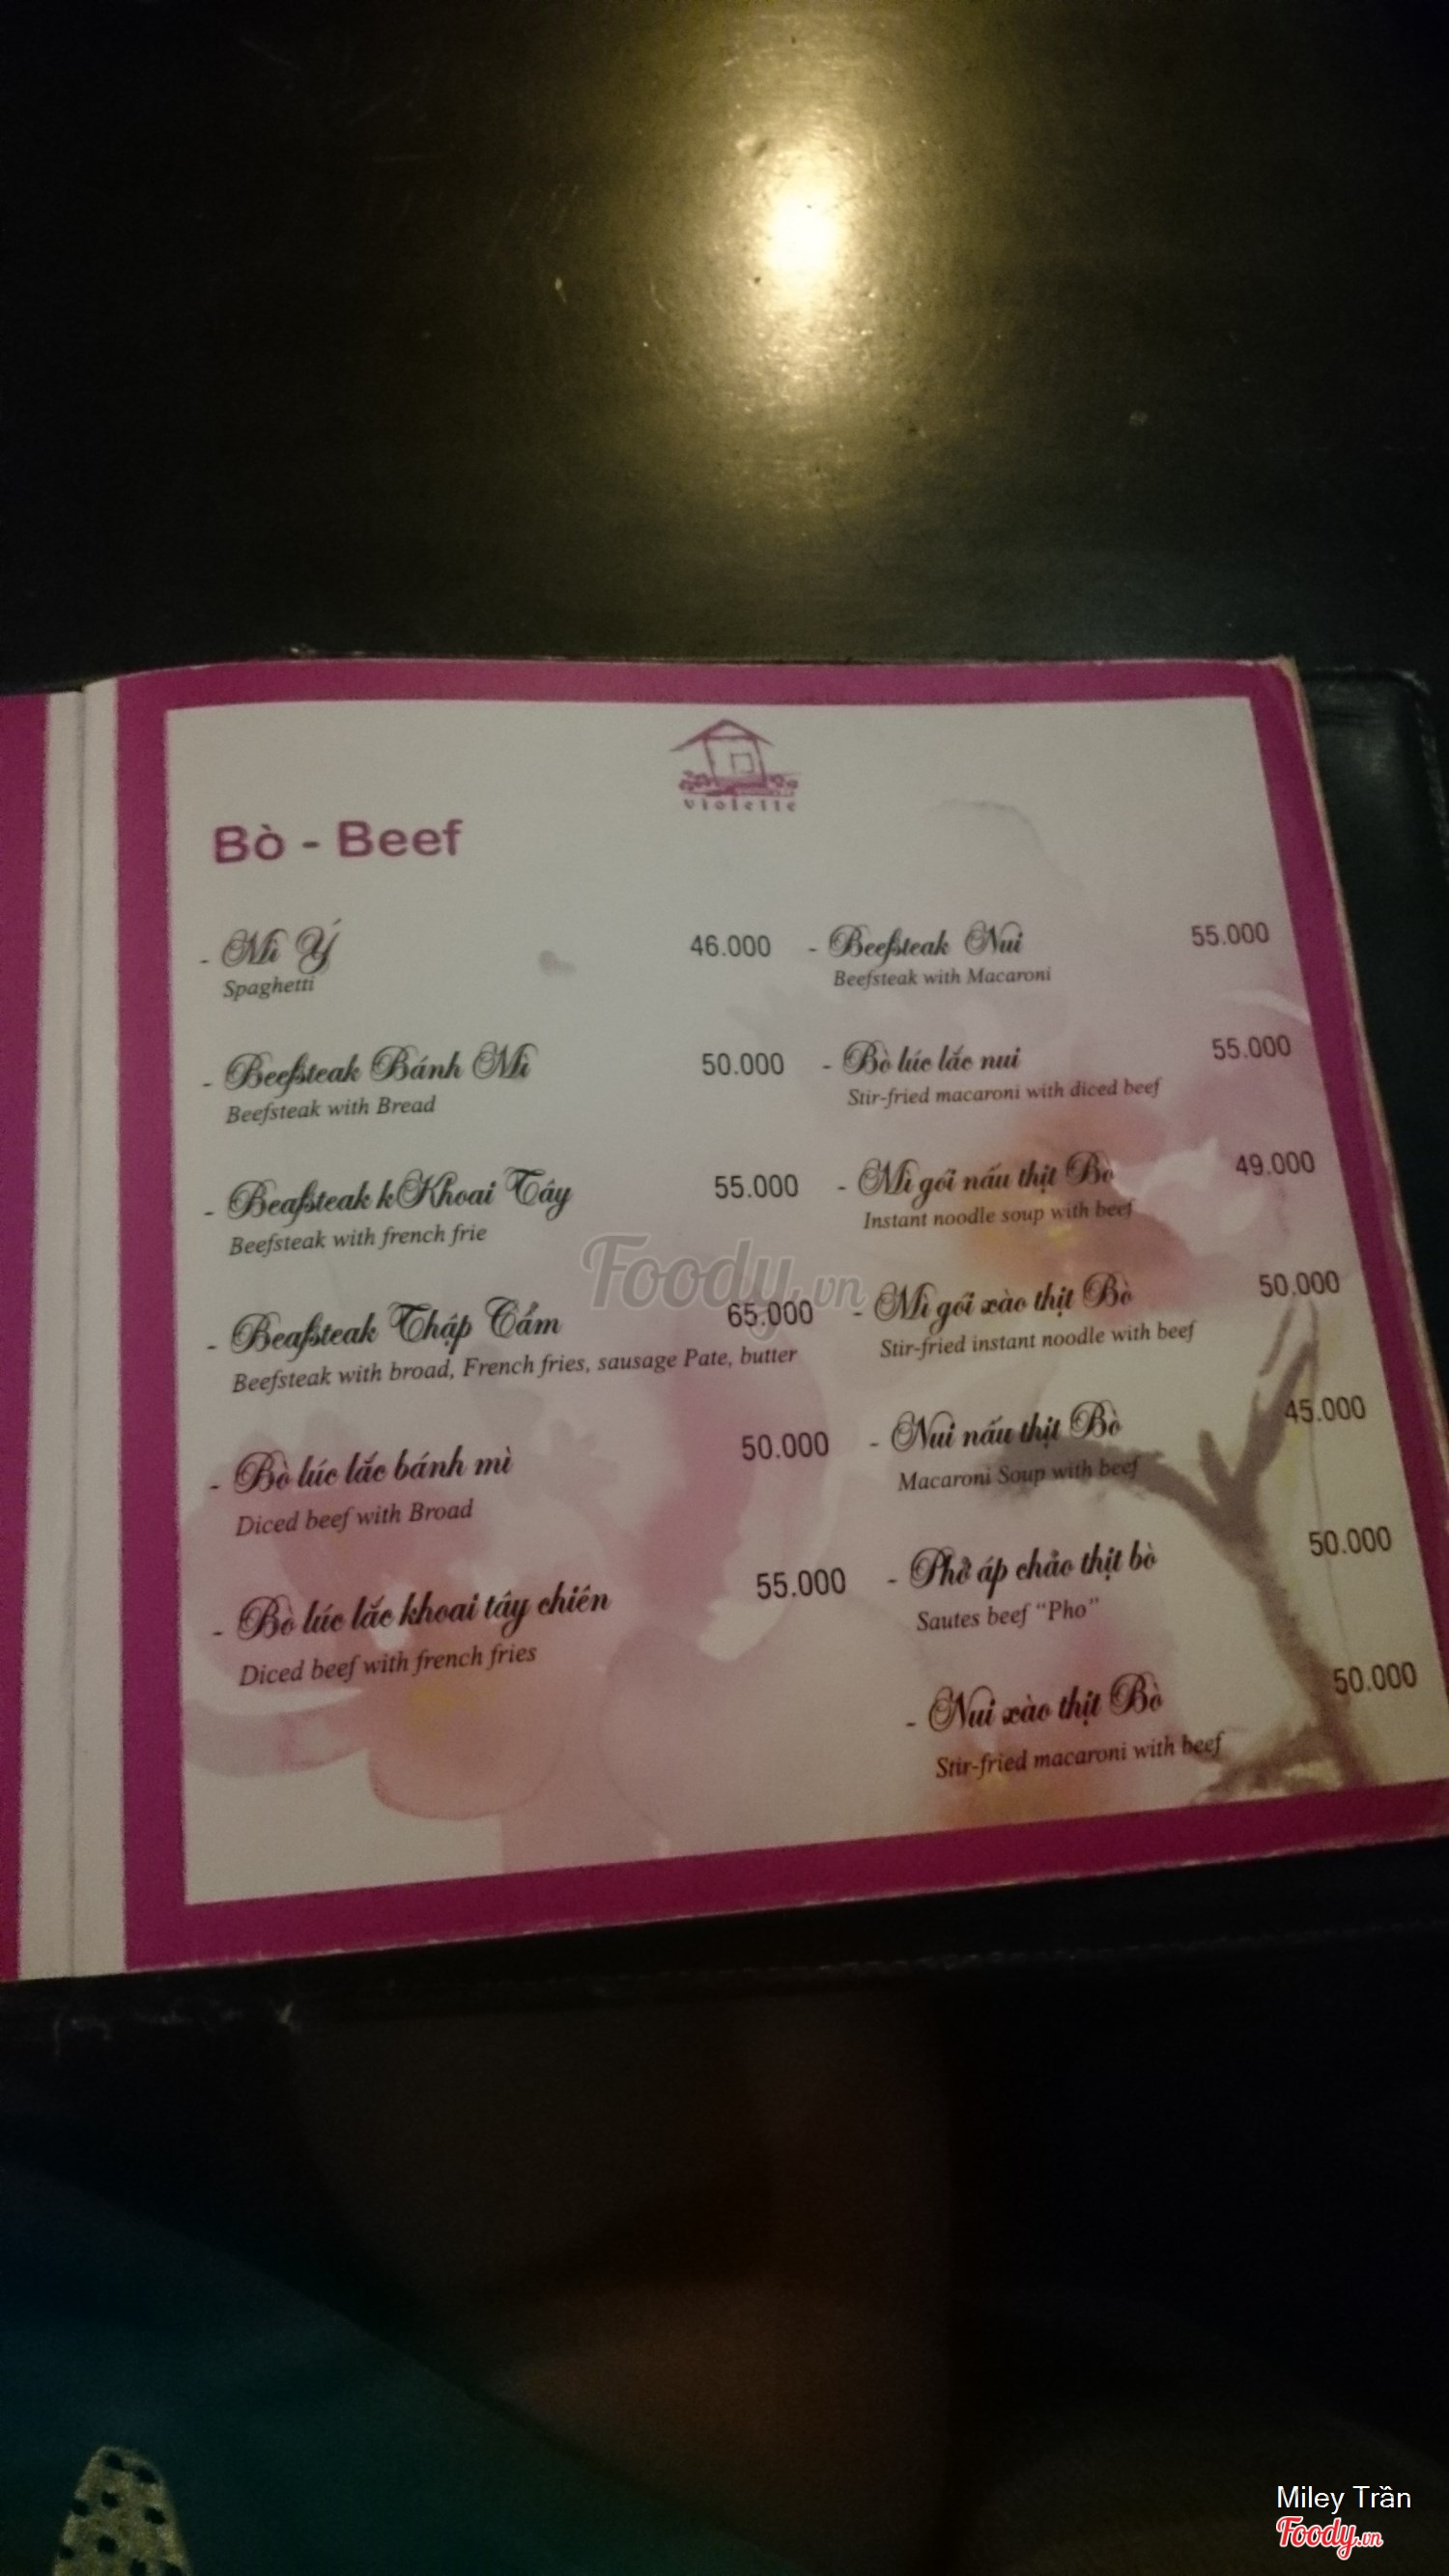 violette
Bò - Beef
- Mì Ý 46.000
Spaghetti
- Beefsteak Bánh Mì 50.000
Beefsteak with Bread
- Beafsteak kKhoai Tây 55.000
Beefsteak with french frie
- Beafsteak Thập Cẩm 65.000
Beefsteak with broad, French fries, sausage Pate, butter
- Bò lúc lắc bánh mì 50.000
Diced beef with Broad
- Bò lúc lắc khoai tây chiên 55.000
Diced beef with french fries
- Beefsteak Nui 55.000
Beefsteak with Macaroni
- Bò lúc lắc nui 55.000
Stir-fried macaroni with diced beef
- Mì gói nấu thịt Bò 49.000
Instant noodle soup with beef
- Mì gói xào thịt Bò 50.000
Stir-fried instant noodle with beef
- Nui nấu thịt Bò 45.000
Macaroni Soup with beef
- Phở áp chảo thịt bò 50.000
Sautes beef “Pho”
- Nui xào thịt Bò 50.000
Stir-fried macaroni with beef
Foody.vn
Miley Trần
Foody.vn